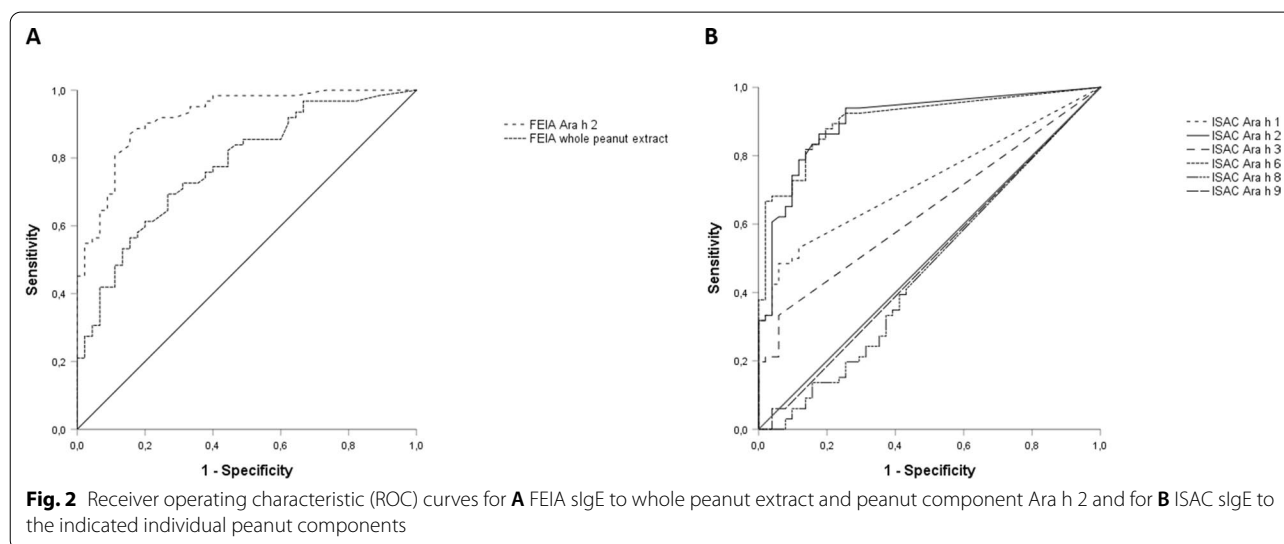 A
1,0
0,8
0,6
0,4
0,2
0,0
Sensitivity
0,0 0,2 0,4 0,6 0,8 1,0
1 - Specificity
FEIA Ara h 2
FEIA whole peanut extract
B
1,0
0,8
0,6
0,4
0,2
0,0
Sensitivity
0,0 0,2 0,4 0,6 0,8 1,0
1 - Specificity
ISAC Ara h 1
ISAC Ara h 2
ISAC Ara h 3
ISAC Ara h 6
ISAC Ara h 8
ISAC Ara h 9
Fig. 2 Receiver operating characteristic (ROC) curves for A FEIA sIgE to whole peanut extract and peanut component Ara h 2 and for B ISAC sIgE to
the indicated individual peanut components